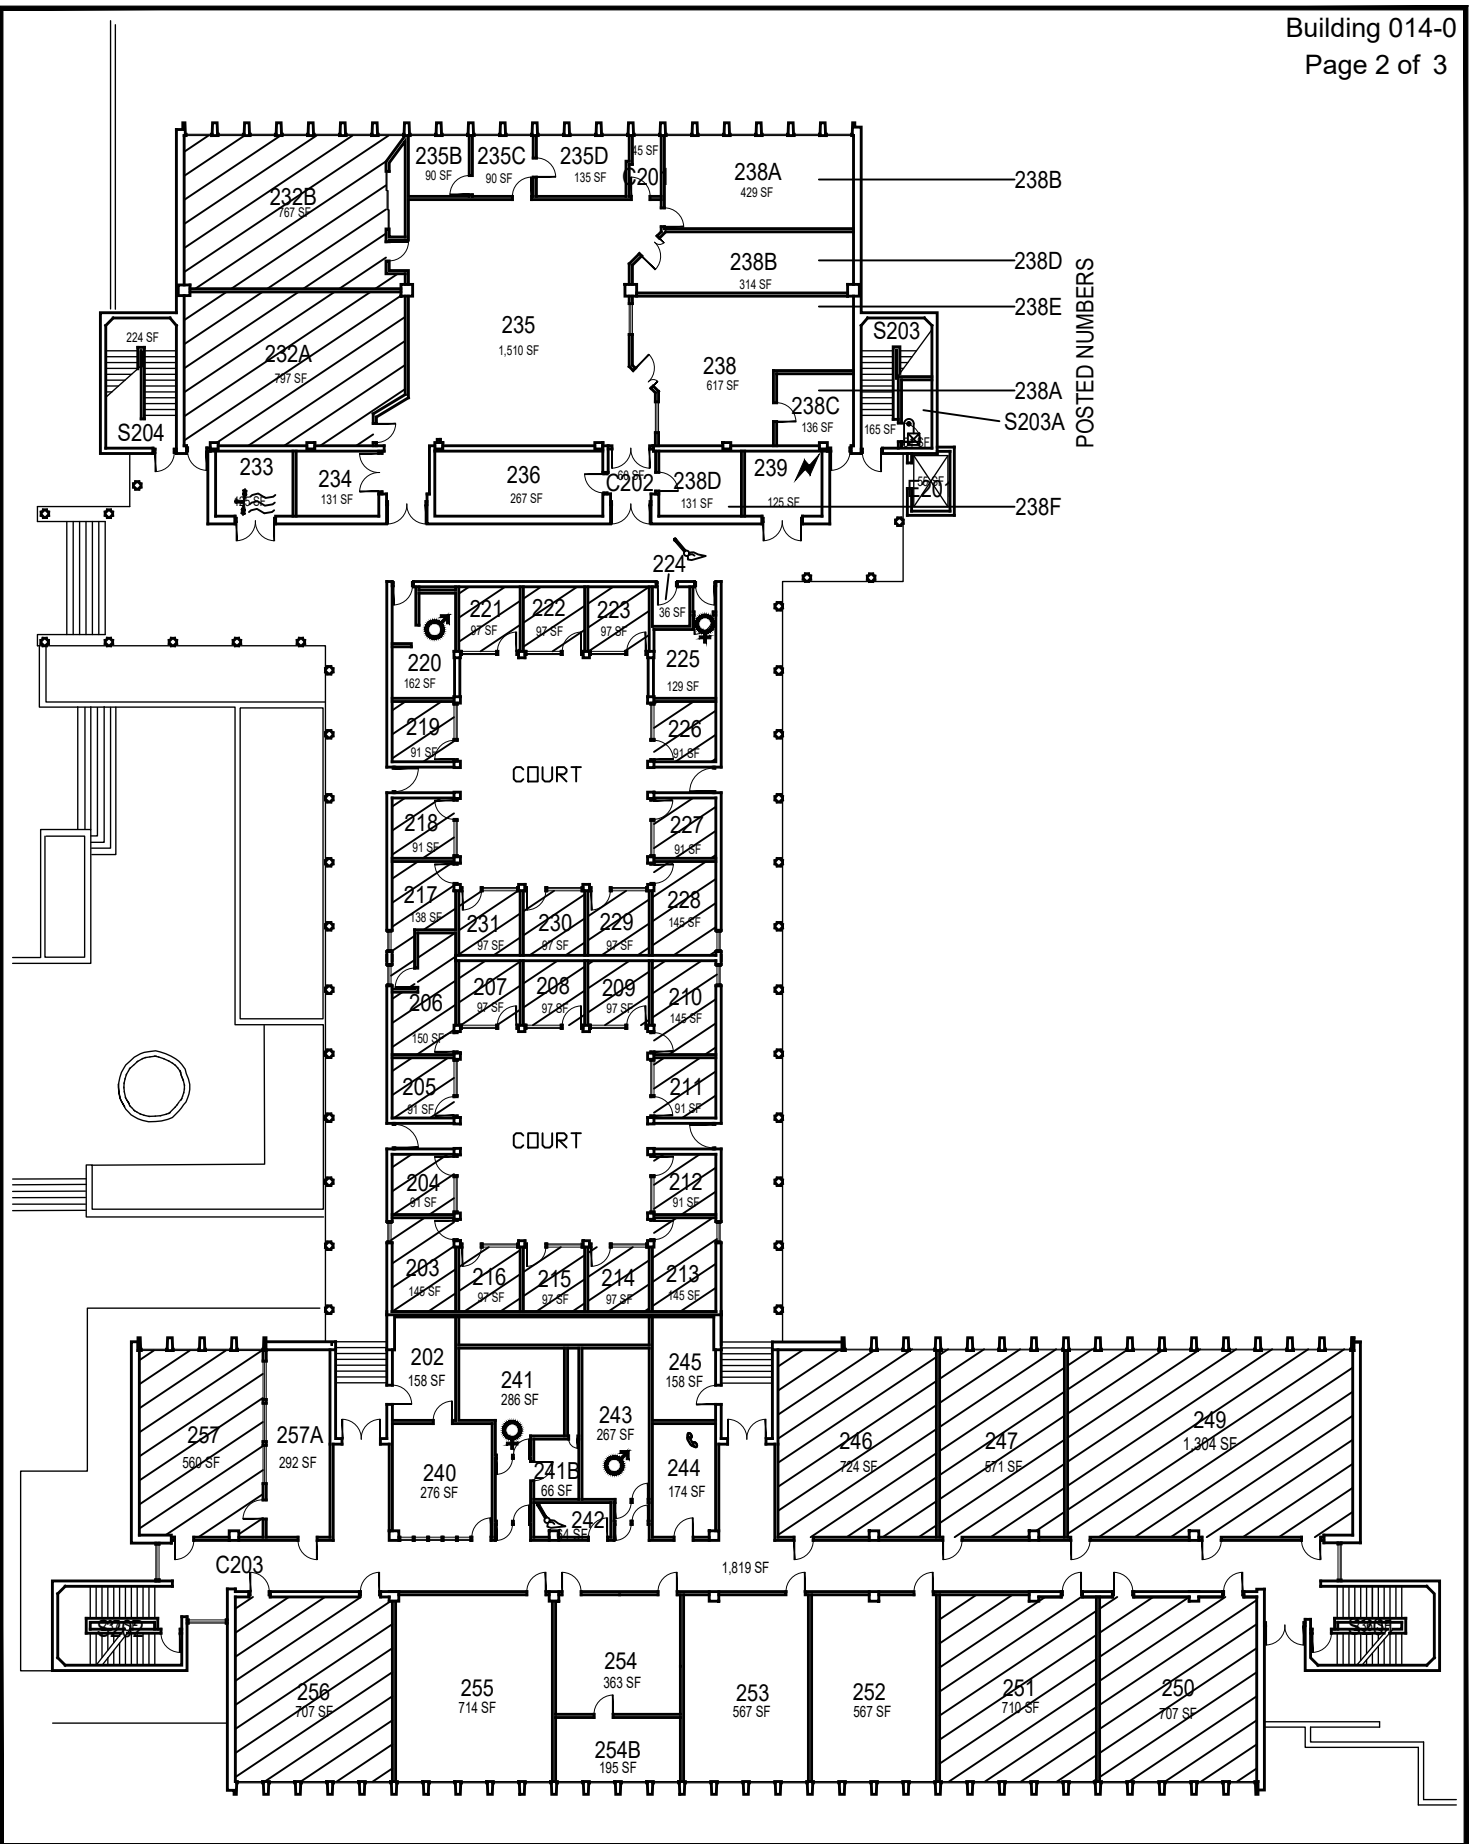 Building 014-0
Page 2 of 3
235B
90 SF
235C
90 SF
235D
135 SF
45 SF
C201
238A
429 SF
238B
232B
767 SF
238B
314 SF
238D
238E
POSTED NUMBERS
224 SF
S204
232A
797 SF
235
1,510 SF
238
617 SF
S203
238C
136 SF
238A
165 SF
S203A
233
234
131 SF
236
267 SF
60 SF
C202
238D
131 SF
239
125 SF
238F
224
36 SF
221
97 SF
222
97 SF
223
97 SF
220
162 SF
225
129 SF
219
91 SF
226
91 SF
COURT
218
91 SF
227
91 SF
217
138 SF
231
97 SF
230
97 SF
229
97 SF
228
145 SF
206
150 SF
207
97 SF
208
97 SF
209
97 SF
210
145 SF
205
91 SF
211
91 SF
COURT
204
91 SF
212
91 SF
203
145 SF
216
97 SF
215
97 SF
214
97 SF
213
145 SF
202
158 SF
241
286 SF
243
267 SF
245
158 SF
257
560 SF
257A
292 SF
240
276 SF
241B
66 SF
242
244
174 SF
246
724 SF
247
571 SF
249
1,304 SF
C203
1,819 SF
S202
256
707 SF
255
714 SF
254
363 SF
254B
195 SF
253
567 SF
252
567 SF
251
710 SF
250
707 SF